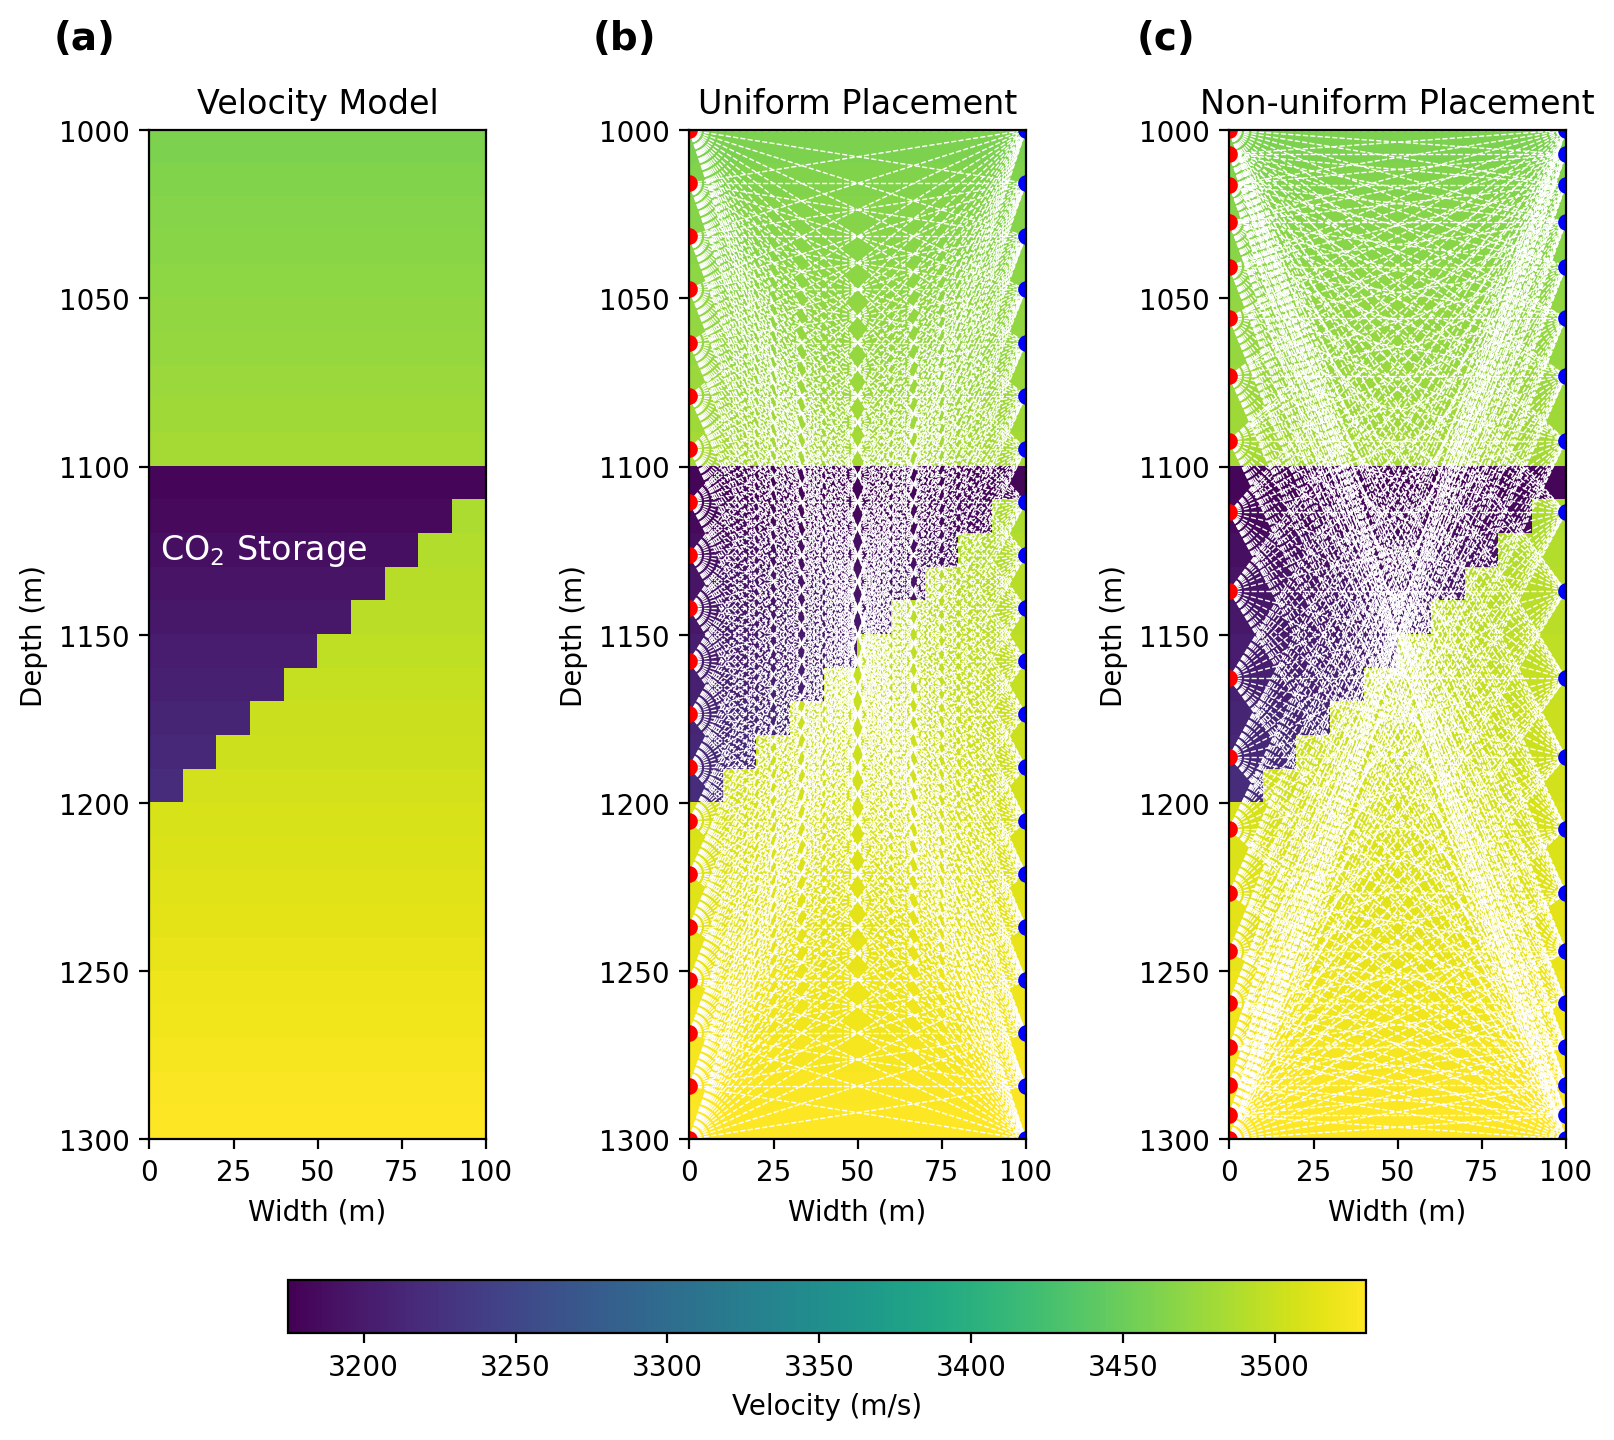 (a) (b) (c)
Velocity Model Uniform Placement Non-uniform Placement
1000 1000 1000
1050 1050 1050
1100 1100 1100
CO₂ Storage
Depth (m) Depth (m) Depth (m)
1150 1150 1150
1200 1200 1200
1250 1250 1250
1300 1300 1300
0 25 50 75 100 0 25 50 75 100 0 25 50 75 100
Width (m) Width (m) Width (m)
3200 3250 3300 3350 3400 3450 3500
Velocity (m/s)